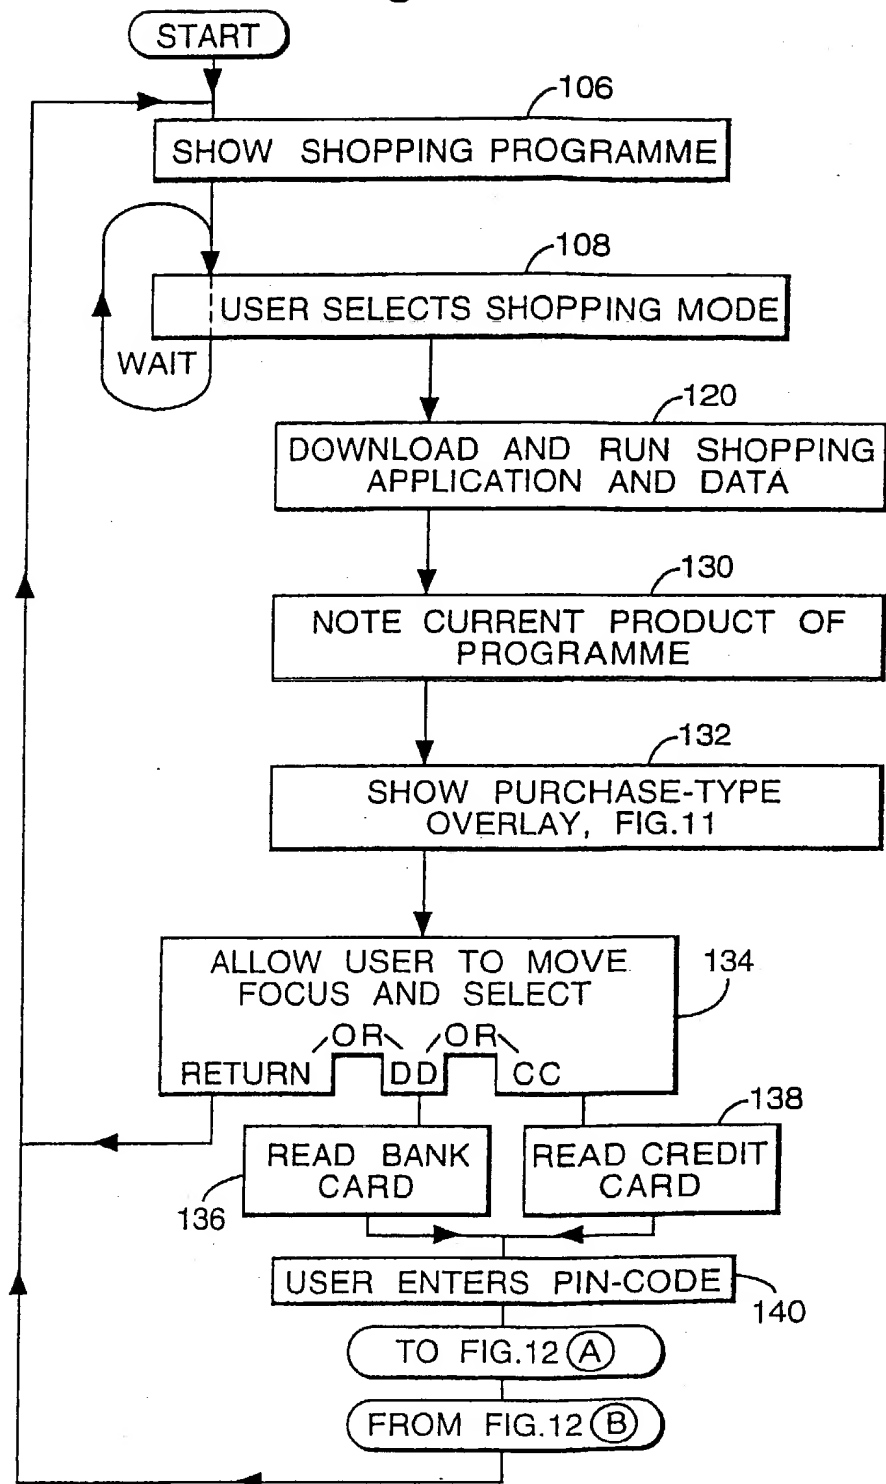 START
106
SHOW SHOPPING PROGRAMME
108
USER SELECTS SHOPPING MODE
WAIT
120
DOWNLOAD AND RUN SHOPPING
APPLICATION AND DATA
130
NOTE CURRENT PRODUCT OF
PROGRAMME
132
SHOW PURCHASE-TYPE
OVERLAY, FIG.11
ALLOW USER TO MOVE
FOCUS AND SELECT
134
OR OR
RETURN DD CC
138
READ BANK
CARD
READ CREDIT
CARD
136
USER ENTERS PIN-CODE
140
TO FIG.12 A
FROM FIG.12 B